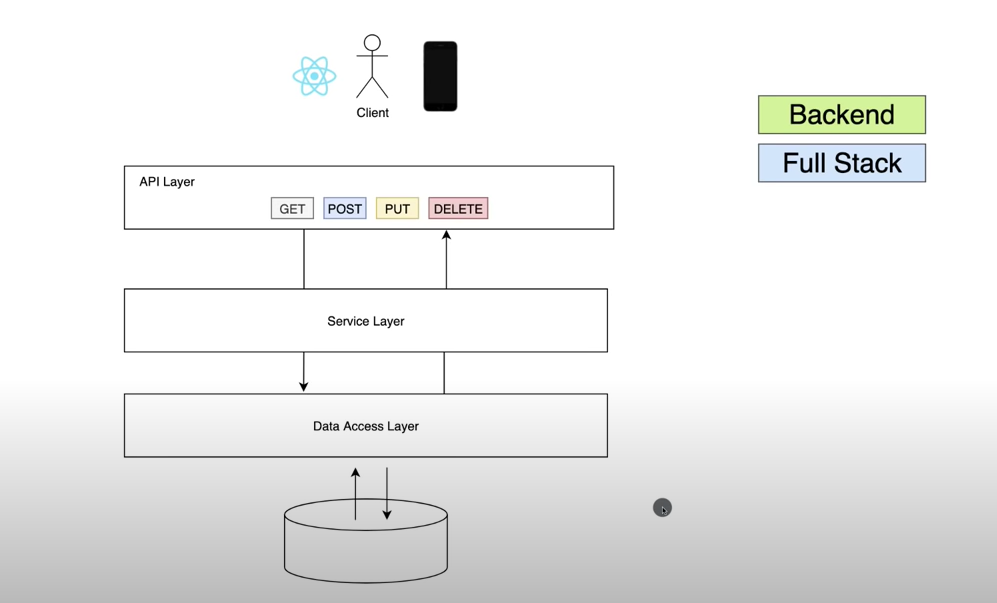 Client
Backend
Full Stack
API Layer
GET POST PUT DELETE
Service Layer
Data Access Layer